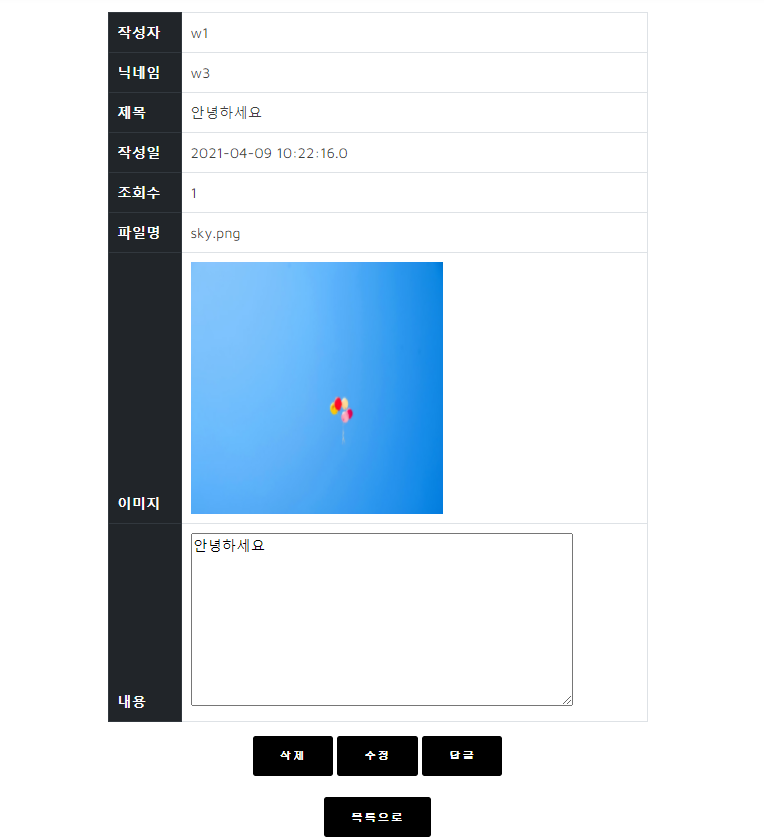 작성자 w1
닉네임 w3
제목 안녕하세요
작성일 2021-04-09 10:22:16.0
조회수 1
파일명 sky.png
이미지
안녕하세요
내용
삭제 수정 답글
목록으로